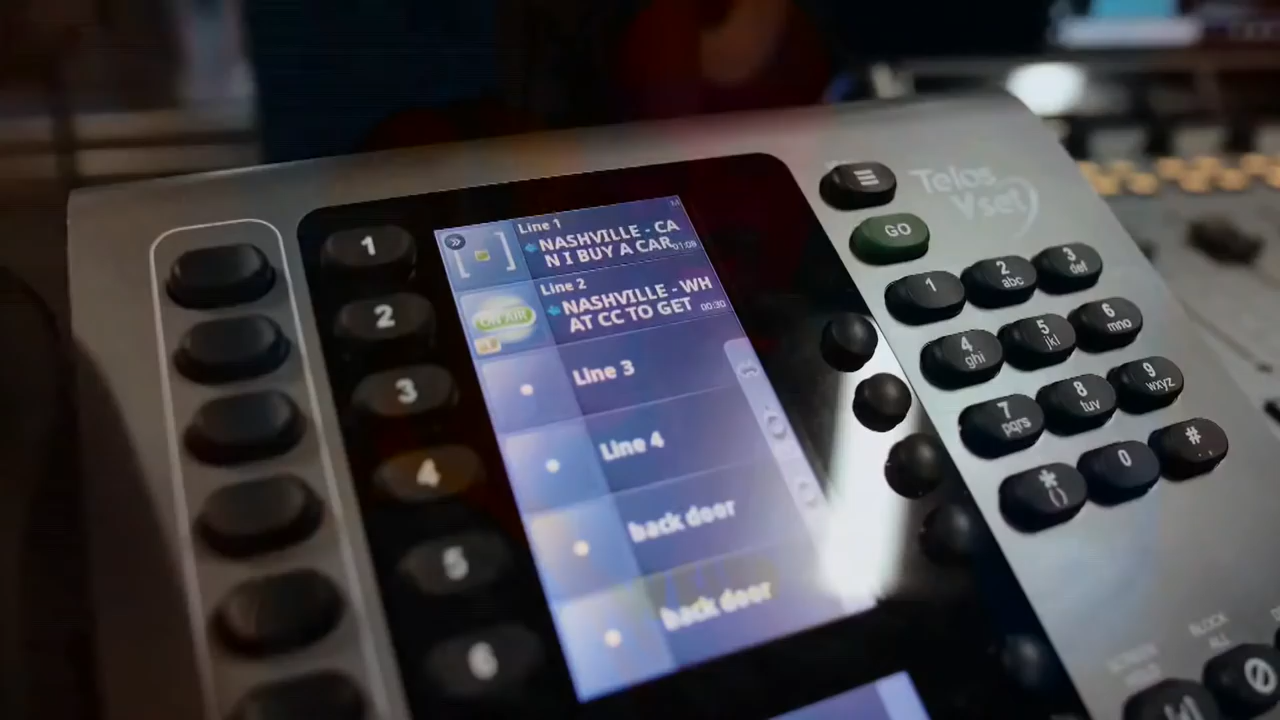 Telos
Vset
GO
1
2
3
4
5
6
Line 1
NASHVILLE - CA
N I BUY A CAR
01:08
Line 2
NASHVILLE - WH
AT CC TO GET
00:30
ON AIR
Line 3
Line 4
back door
back door
1
2 abc
3 def
4 ghi
5 jkl
6 mno
7 pqrs
8 tuv
9 wxyz
* ()
0
#
BLOCK
ALL
SCREEN